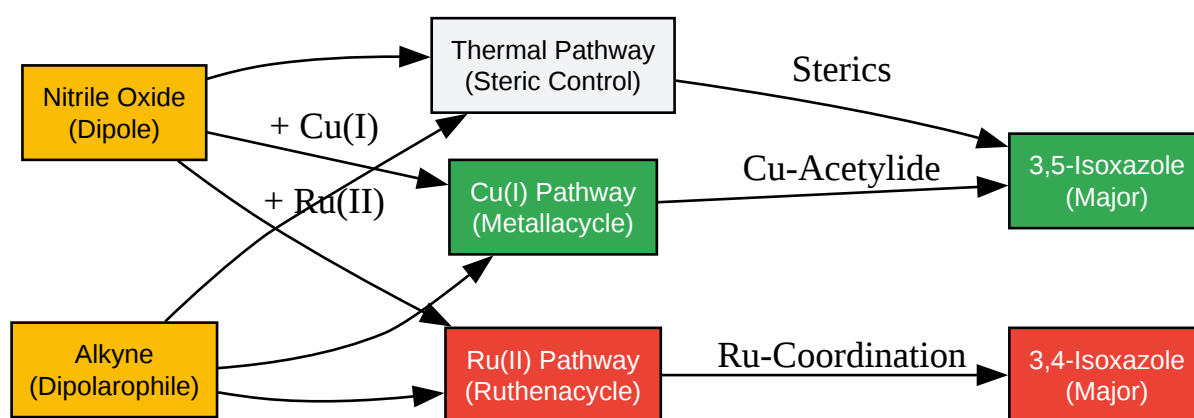 Nitrile Oxide
(Dipole)
Thermal Pathway
(Steric Control)
Sterics
+ Cu(I)
+ Ru(II)
Cu(I) Pathway
(Metallacycle)
Cu-Acetylide
3,5-Isoxazole
(Major)
Alkyne
(Dipolarophile)
Ru(II) Pathway
(Ruthenacycle)
Ru-Coordination
3,4-Isoxazole
(Major)